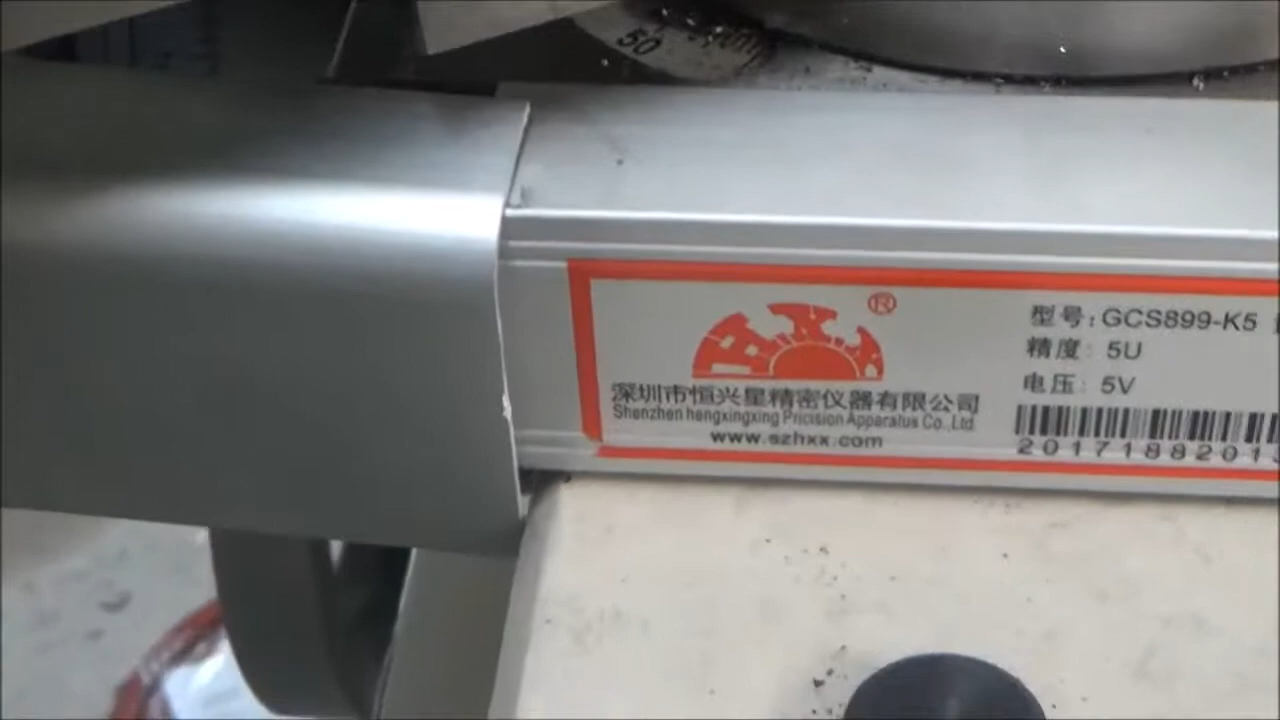 50
®
型号: GCS899-K5
精度: 5U
电压: 5V
深圳市恒兴星精密仪器有限公司
Shenzhen hengxingxing Pricision Apparatus Co., Ltd.
www.szhxx.com
2017188201